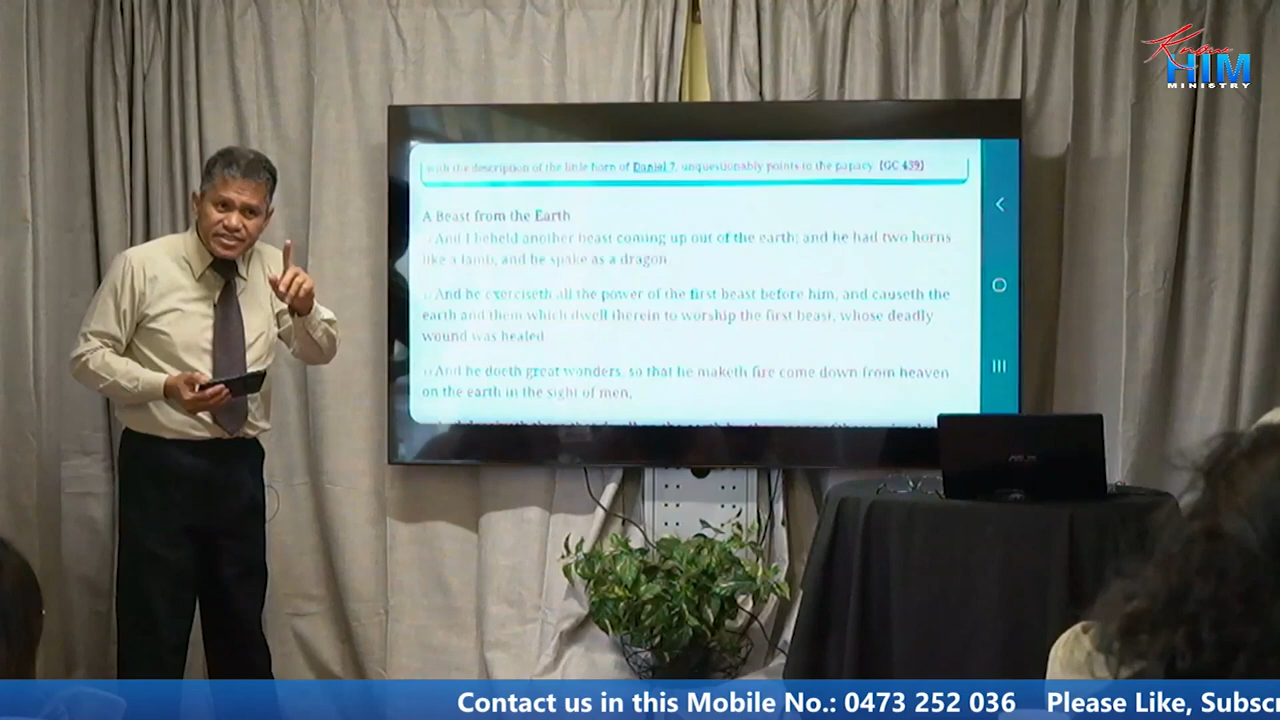 Know
HIM
MINISTRY
with the description of the little horn of Daniel 7, unquestionably points to the papacy. {GC 439}
A Beast from the Earth
And I beheld another beast coming up out of the earth; and he had two horns
like a lamb, and he spake as a dragon
And he exerciseth all the power of the first beast before him, and causeth the
earth and them which dwell therein to worship the first beast, whose deadly
wound was healed
And he doeth great wonders, so that he maketh fire come down from heaven
on the earth in the sight of men,
ASUS
Contact us in this Mobile No.: 0473 252 036 Please Like, Subscr